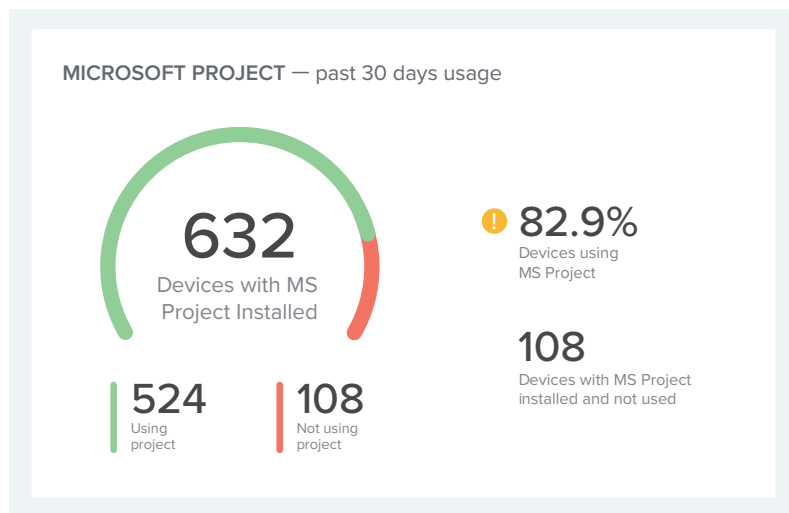 MICROSOFT PROJECT — past 30 days usage
632
Devices with MS
Project Installed
524
Using
project
108
Not using
project
! 82.9%
Devices using
MS Project
108
Devices with MS Project
installed and not used